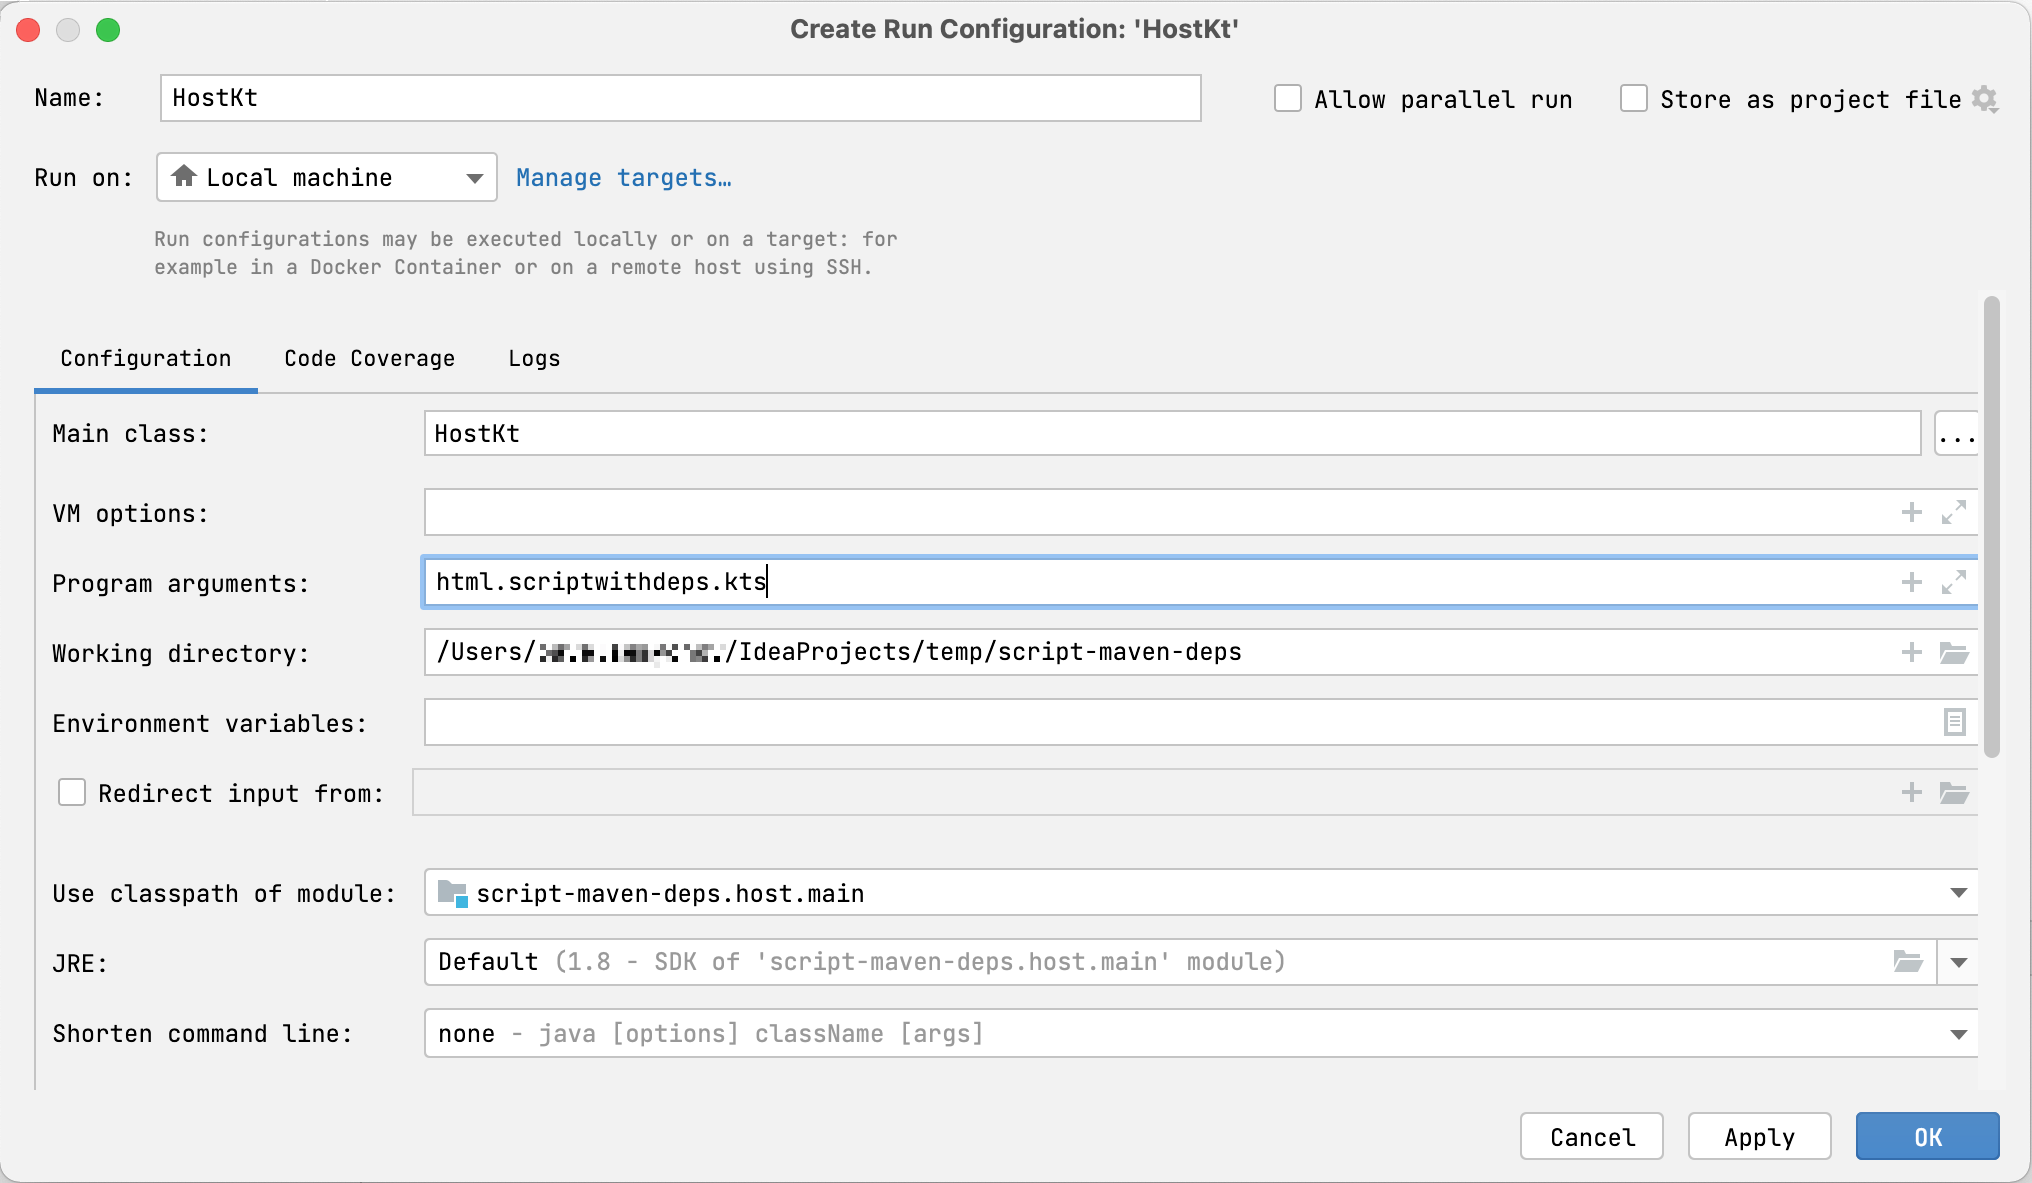 Create Run Configuration: 'HostKt'
Name: HostKt Allow parallel run Store as project file
Run on: Local machine Manage targets…
Run configurations may be executed locally or on a target: for
example in a Docker Container or on a remote host using SSH.
Configuration Code Coverage Logs
Main class: HostKt ...
VM options:
Program arguments: html.scriptwithdeps.kts
Working directory: /Users/ /IdeaProjects/temp/script-maven-deps
Environment variables:
Redirect input from:
Use classpath of module: script-maven-deps.host.main
JRE: Default (1.8 - SDK of 'script-maven-deps.host.main' module)
Shorten command line: none - java [options] className [args]
Cancel Apply OK